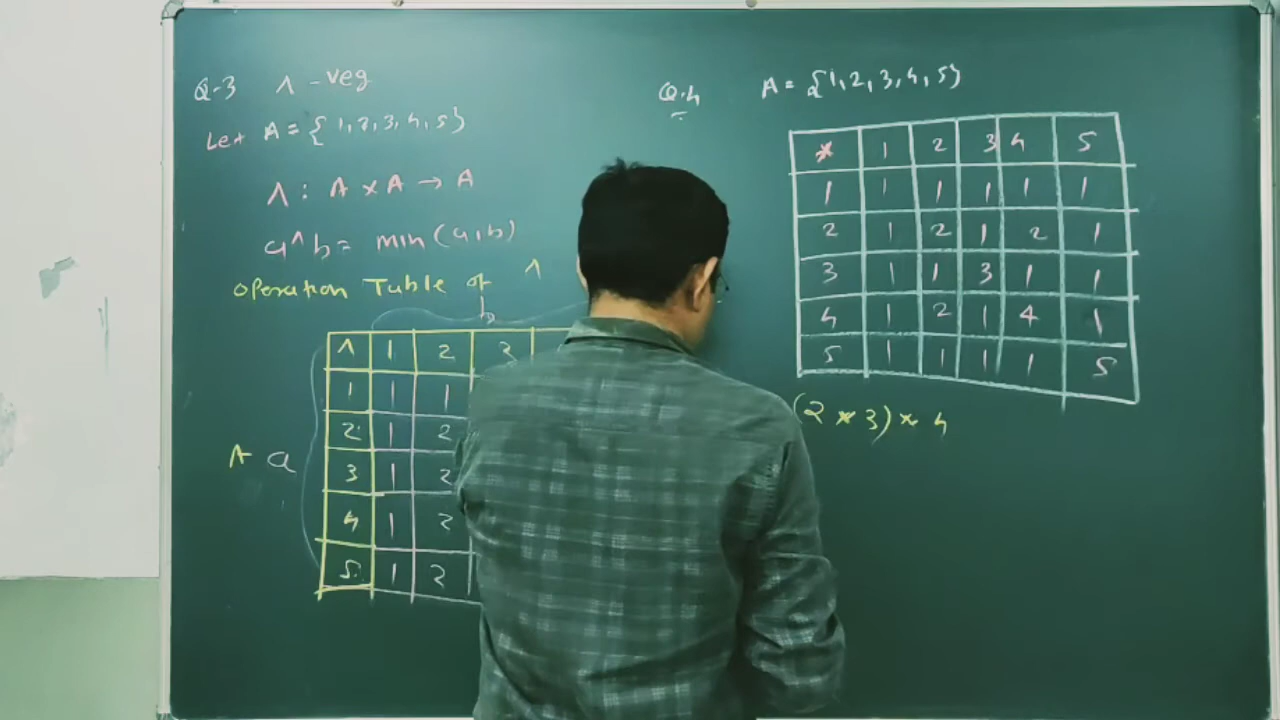 Q-3 ∧ - veg
Let A = {1,2,3,4,5}
∧ : A × A → A
a^b = min(a,b)
Operation Table of ∧
b
∧ 1 2 3
1 1 1
2 1 2
A a
3 1 2
4 1 2
5 1 2
Q.4 A = {1,2,3,4,5}
* 1 2 3 4 5
1 1 1 1 1 1
2 1 2 1 2 1
3 1 1 3 1 1
4 1 2 1 4 1
5 1 1 1 1 5
(2 * 3) * 4